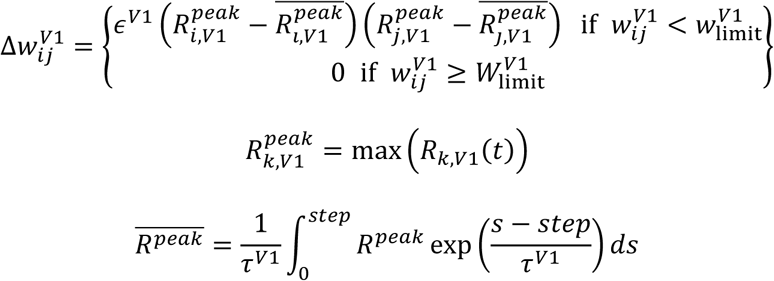 Δw_{ij}^{V1} = { ϵ^{V1} ( R_{i,V1}^{peak} − \overline{R_{ı,V1}^{peak}} ) ( R_{j,V1}^{peak} − \overline{R_{ȷ,V1}^{peak}} ) if w_{ij}^{V1} < w_{limit}^{V1}
0 if w_{ij}^{V1} ≥ W_{limit}^{V1} }
R_{k,V1}^{peak} = max ( R_{k,V1}(t) )
\overline{R^{peak}} = \frac{1}{τ^{V1}} ∫_{0}^{step} R^{peak} exp ( \frac{s − step}{τ^{V1}} ) ds